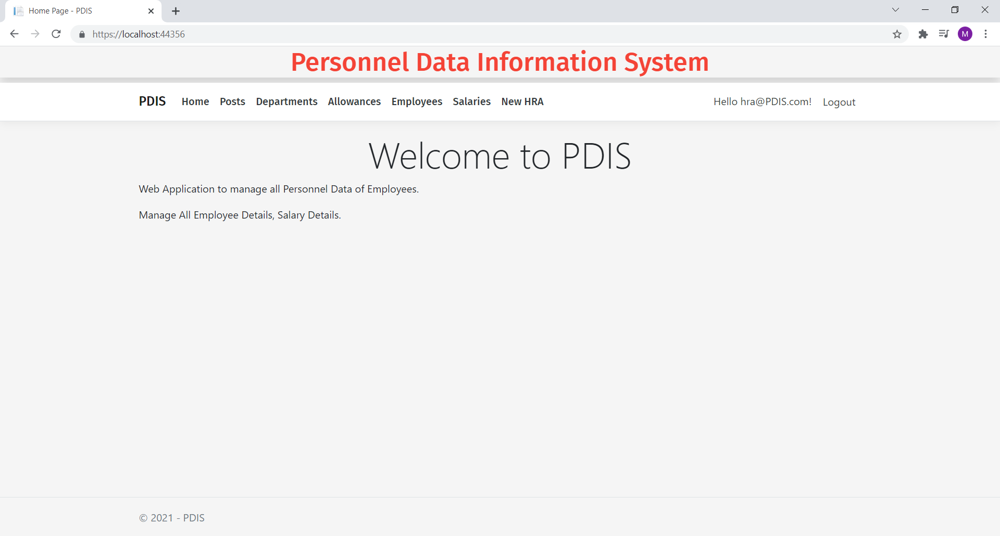 Home Page - PDIS
https://localhost:44356
M
Personnel Data Information System
PDIS Home Posts Departments Allowances Employees Salaries New HRA Hello hra@PDIS.com! Logout
Welcome to PDIS
Web Application to manage all Personnel Data of Employees.
Manage All Employee Details, Salary Details.
© 2021 - PDIS